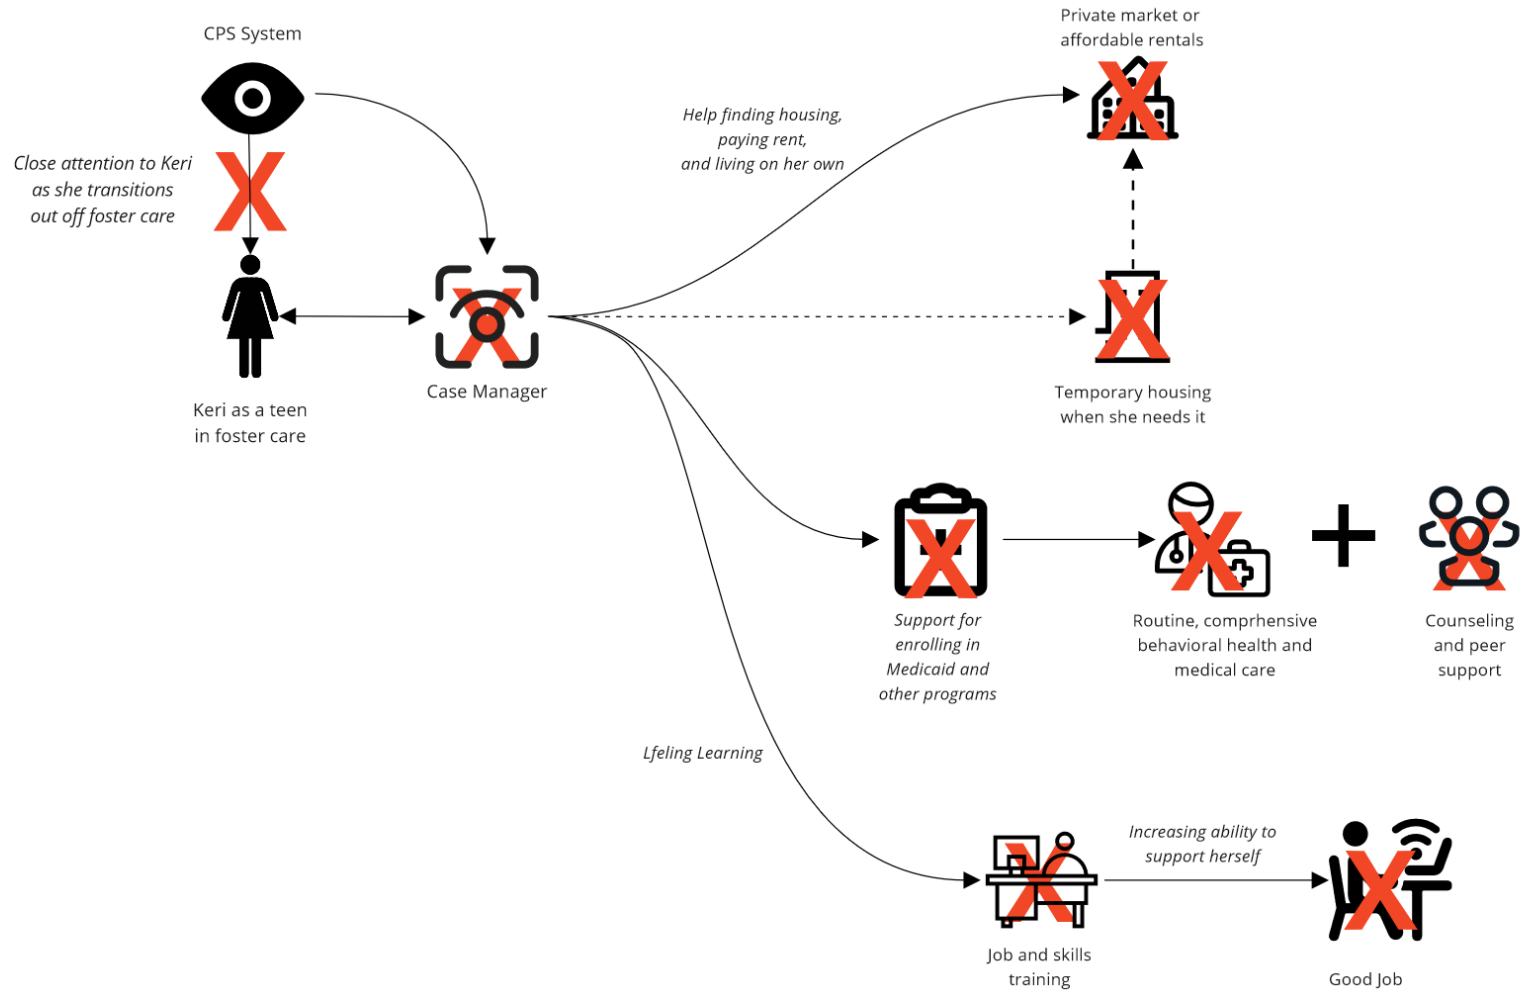 CPS System
Close attention to Keri
as she transitions
out off foster care
Keri as a teen
in foster care
Case Manager
Help finding housing,
paying rent,
and living on her own
Private market or
affordable rentals
Temporary housing
when she needs it
Support for
enrolling in
Medicaid and
other programs
Routine, comprhensive
behavioral health and
medical care
Counseling
and peer
support
Lfeling Learning
Job and skills
training
Increasing ability to
support herself
Good Job